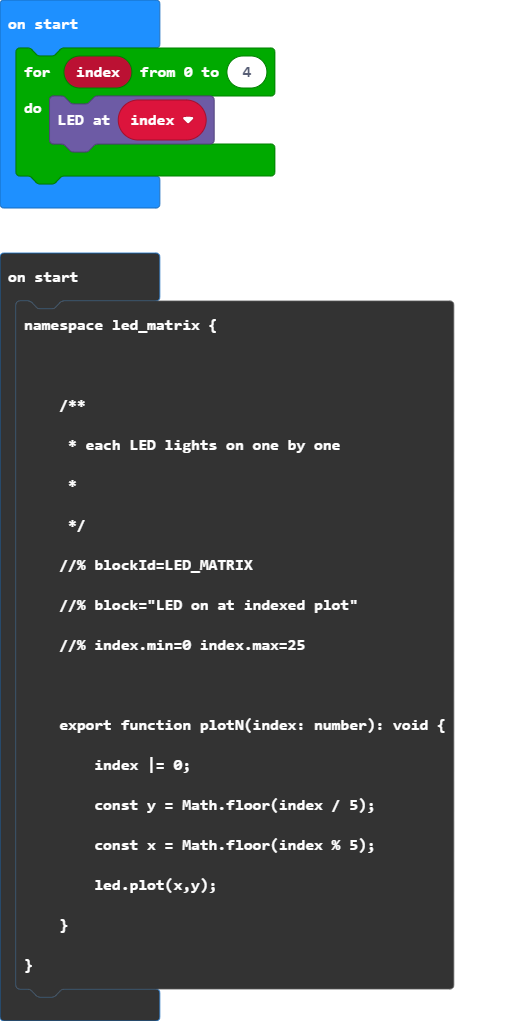 on start
for index from 0 to 4
do LED at index
on start
namespace led_matrix {
/**
* each LED lights on one by one
*
*/
//% blockId=LED_MATRIX
//% block="LED on at indexed plot"
//% index.min=0 index.max=25
export function plotN(index: number): void {
index |= 0;
const y = Math.floor(index / 5);
const x = Math.floor(index % 5);
led.plot(x,y);
}
}